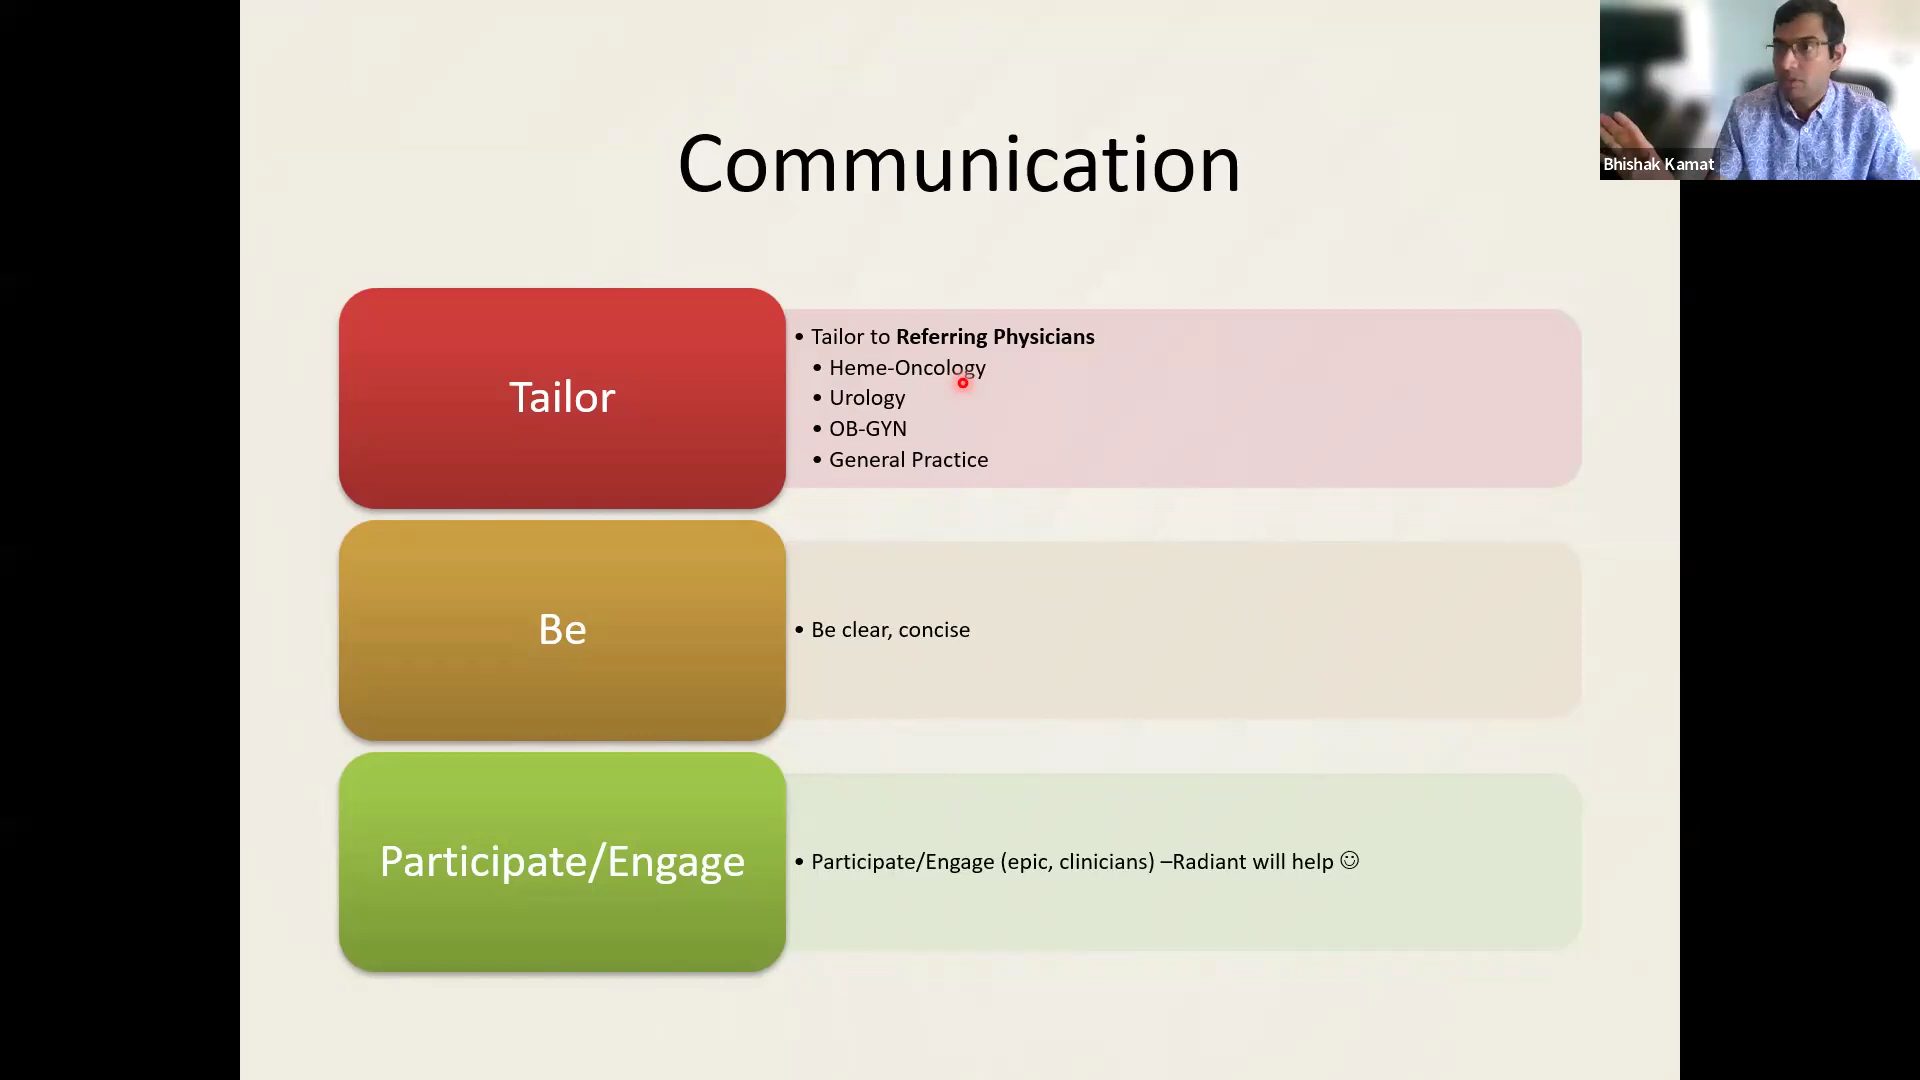 Communication
Bhishak Kamat
Tailor
• Tailor to Referring Physicians
• Heme-Oncology
• Urology
• OB-GYN
• General Practice
Be
• Be clear, concise
Participate/Engage
• Participate/Engage (epic, clinicians) –Radiant will help ☺